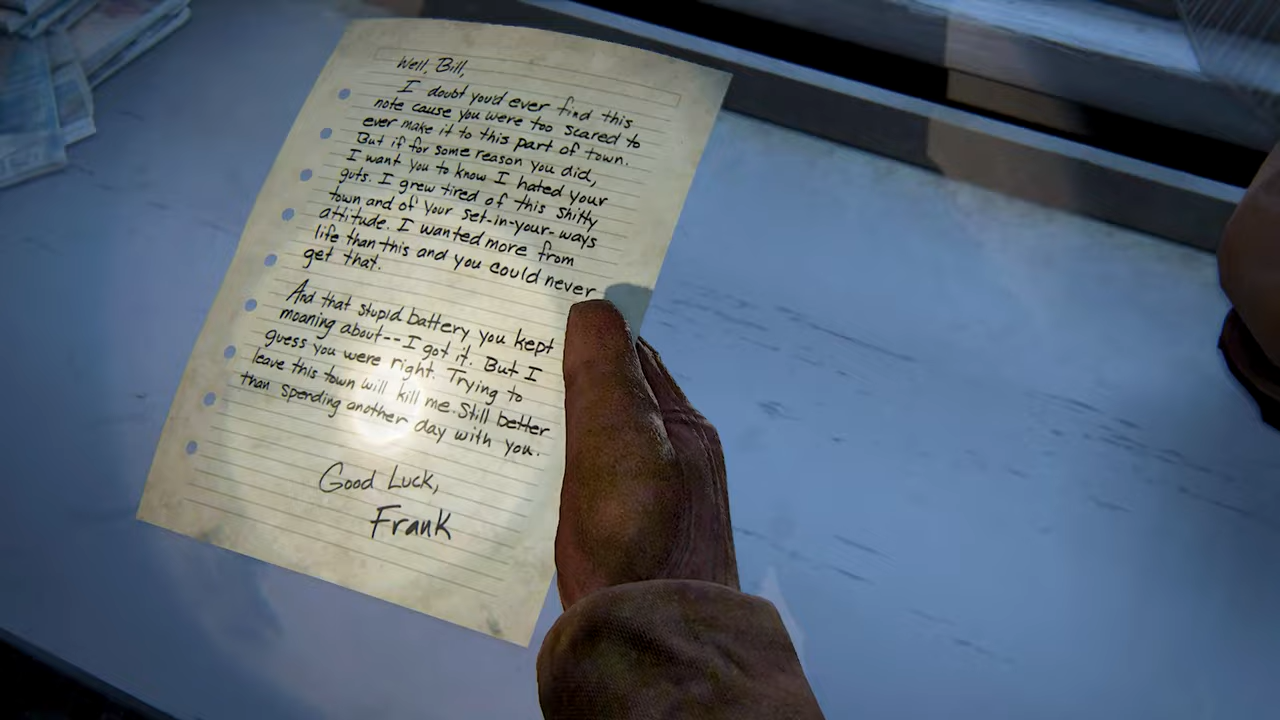 Well, Bill,
I doubt you'd ever find this
note cause you were too scared to
ever make it to this part of town.
But if for some reason you did,
I want you to know I hated your
guts. I grew tired of this shitty
town and of your set-in-your-ways
attitude. I wanted more from
life than this and you could never
get that.
And that stupid battery you kept
moaning about--I got it. But I
guess you were right. Trying to
leave this town will kill me. Still better
than spending another day with you.
Good Luck,
Frank